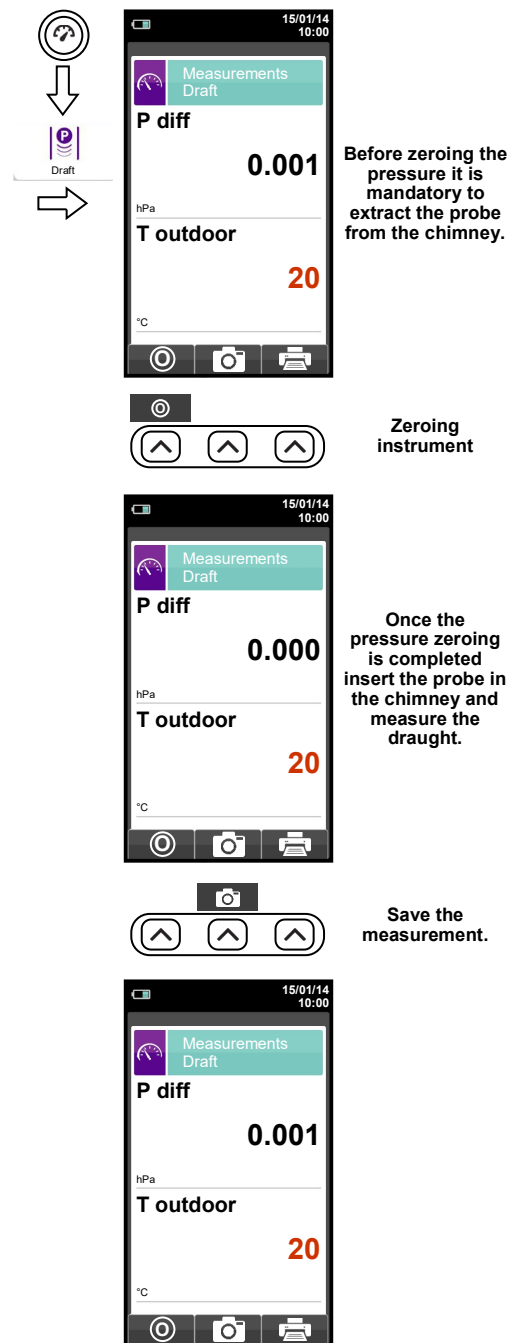 15/01/14
10:00
Measurements
Draft
P diff
0.001
hPa
T outdoor
20
°C
P
Draft
Before zeroing the
pressure it is
mandatory to
extract the probe
from the chimney.
Zeroing
instrument
15/01/14
10:00
Measurements
Draft
P diff
0.000
hPa
T outdoor
20
°C
Once the
pressure zeroing
is completed
insert the probe in
the chimney and
measure the
draught.
Save the
measurement.
15/01/14
10:00
Measurements
Draft
P diff
0.001
hPa
T outdoor
20
°C